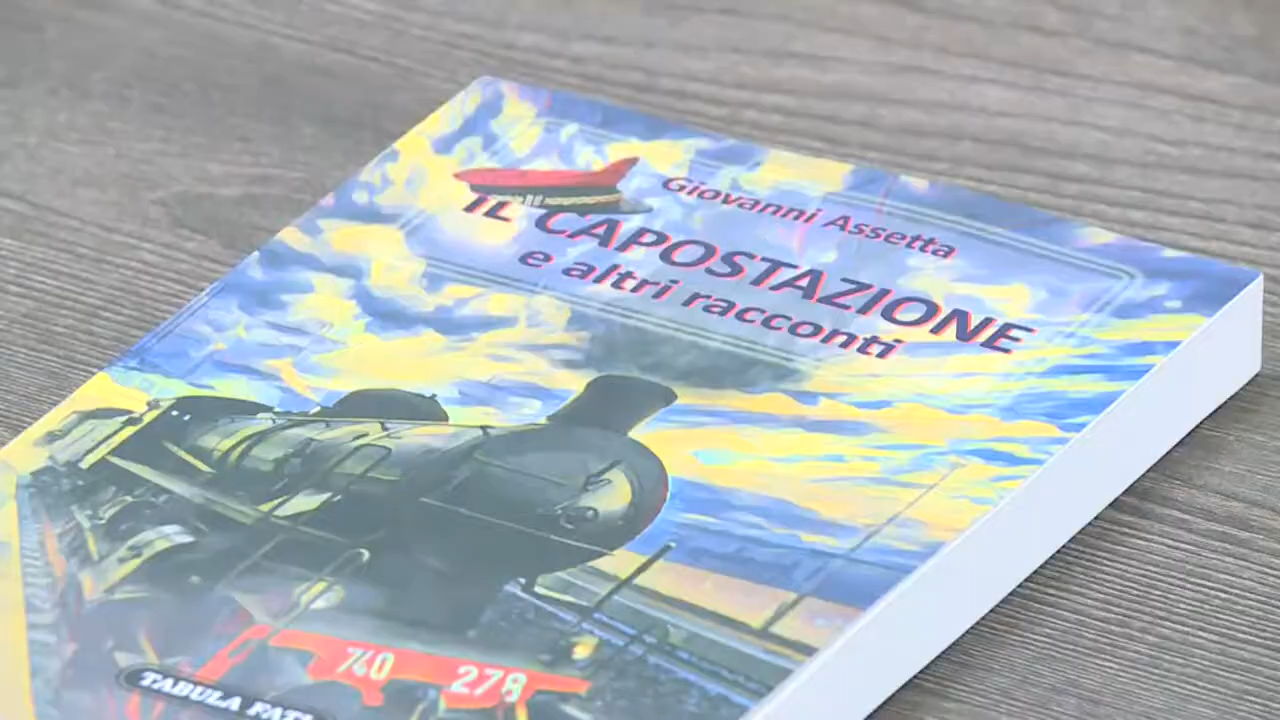 Giovanni Assetta
IL CAPOSTAZIONE
e altri racconti
740 278
TABULA FATI